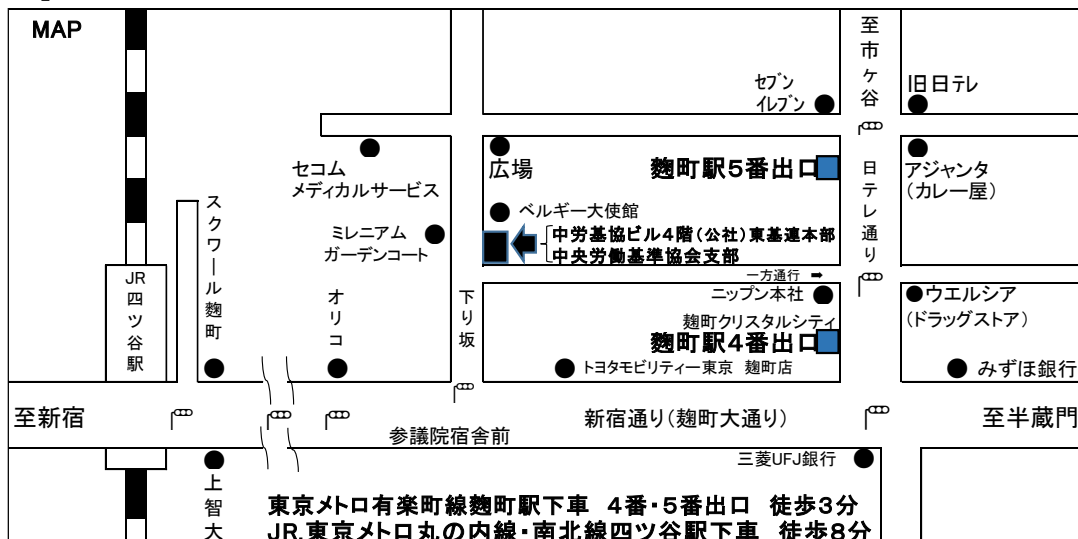 MAP
至市ヶ谷
セブン
イレブン
旧日テレ
セコム
メディカルサービス
広場
麹町駅5番出口
日テレ通り
アジャンタ
(カレー屋)
スクワール麹町
ベルギー大使館
ミレニアム
ガーデンコート
中労基協ビル4階(公社)東基連本部
中央労働基準協会支部
一方通行 ➡
JR四ツ谷駅
オリコ
下り坂
ニップン本社
ウエルシア
(ドラッグストア)
麹町クリスタルシティ
麹町駅4番出口
トヨタモビリティー東京 麹町店
みずほ銀行
至新宿
新宿通り(麹町大通り)
至半蔵門
参議院宿舎前
三菱UFJ銀行
上智大
東京メトロ有楽町線麹町駅下車 4番・5番出口 徒歩3分
JR.東京メトロ丸の内線・南北線四ツ谷駅下車 徒歩8分